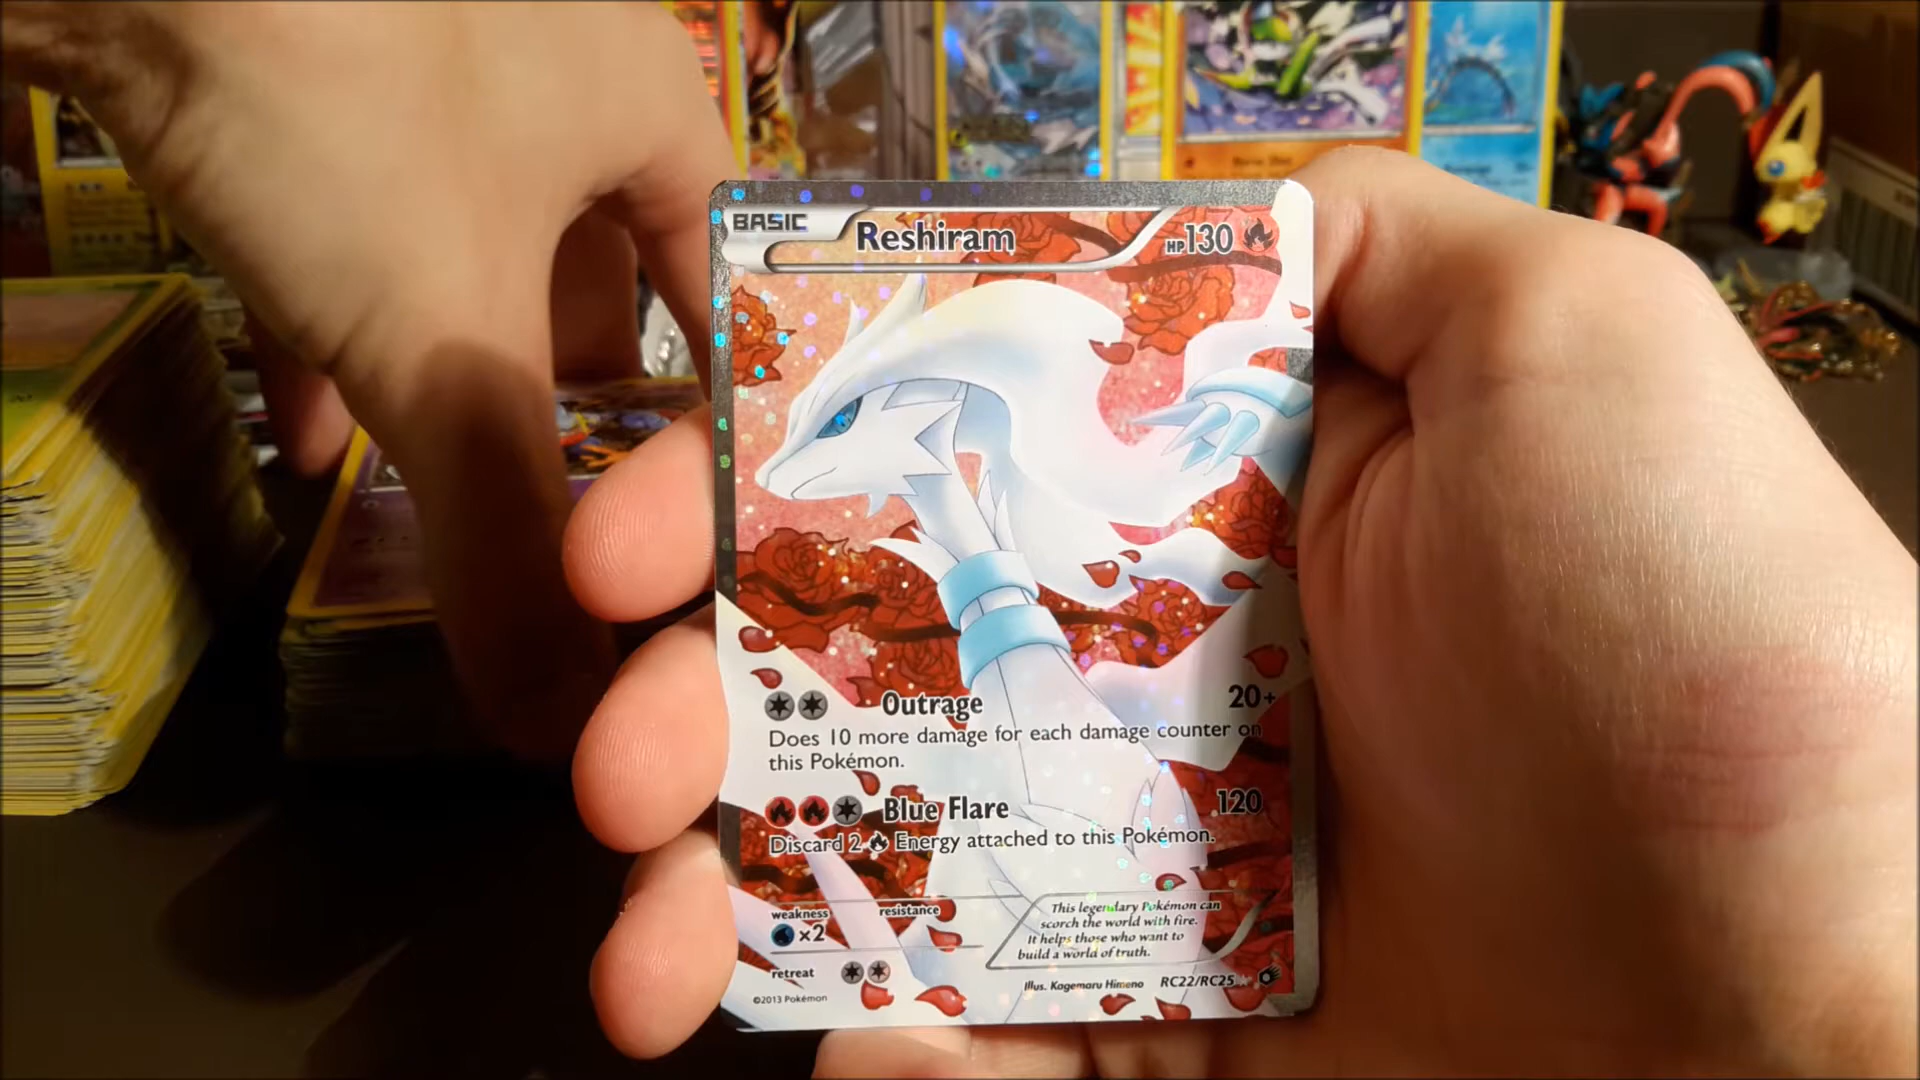 BASIC Reshiram HP130
Outrage 20+
Does 10 more damage for each damage counter on
this Pokémon.
Blue Flare 120
Discard 2 Energy attached to this Pokémon.
weakness resistance
×2
retreat
This legendary Pokémon can
scorch the world with fire.
It helps those who want to
build a world of truth.
Illus. Kagemaru Himeno RC22/RC25
©2013 Pokémon